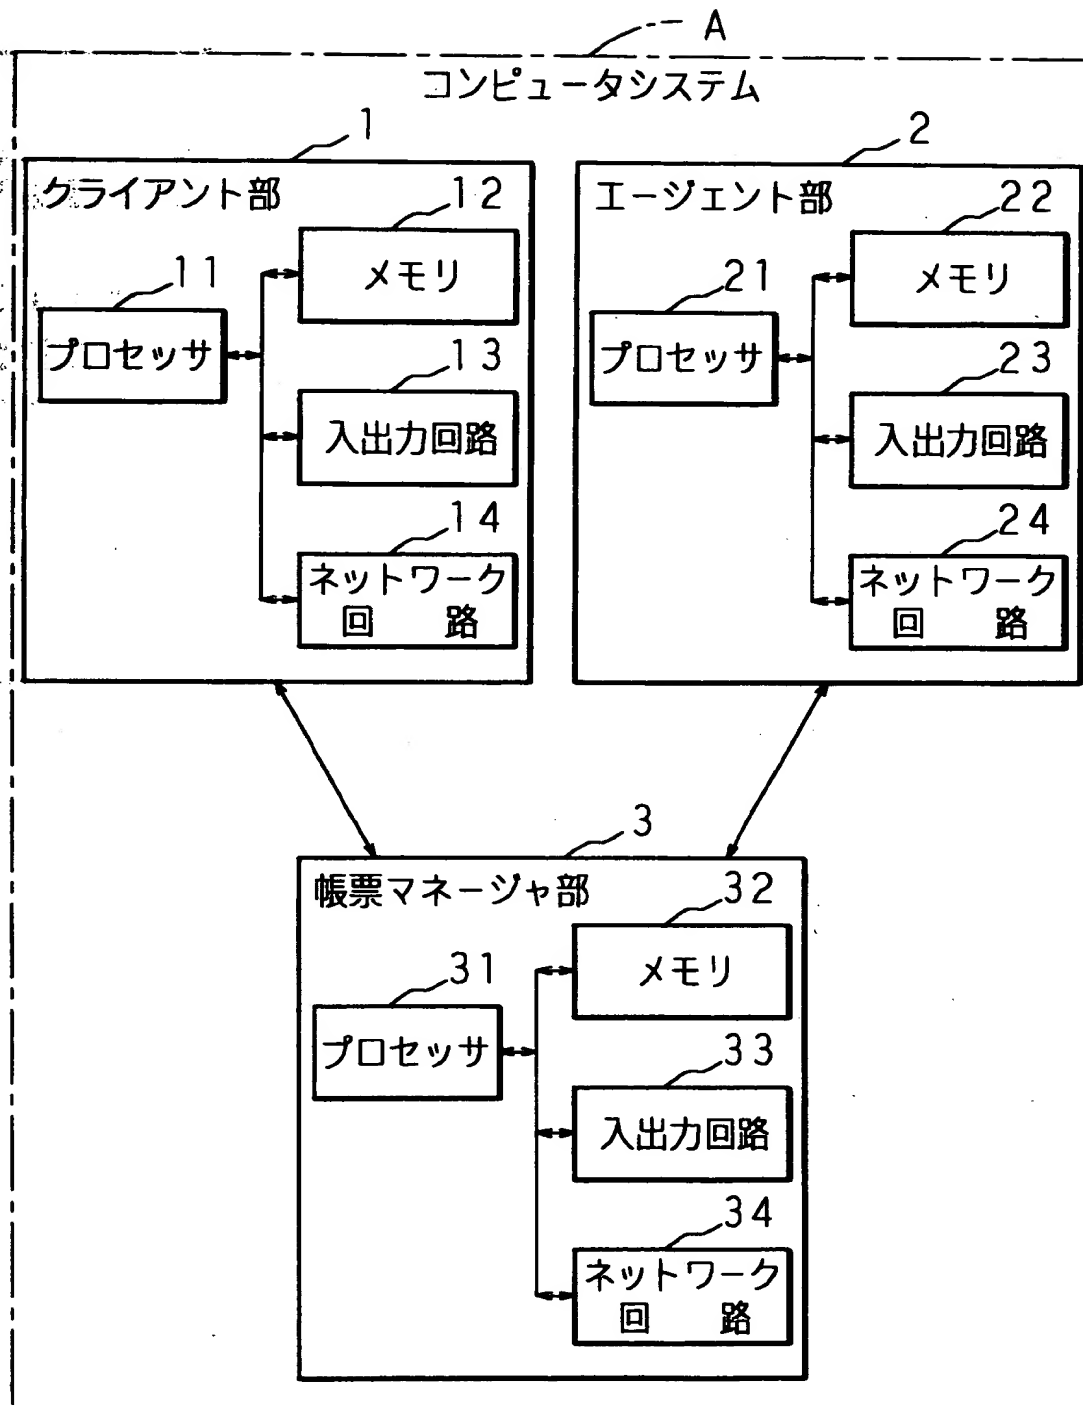 A
コンピュータシステム
1
クライアント部
12
メモリ
11
プロセッサ
13
入出力回路
14
ネットワーク
回 路
2
エージェント部
22
メモリ
21
プロセッサ
23
入出力回路
24
ネットワーク
回 路
3
帳票マネージャ部
32
メモリ
31
プロセッサ
33
入出力回路
34
ネットワーク
回 路